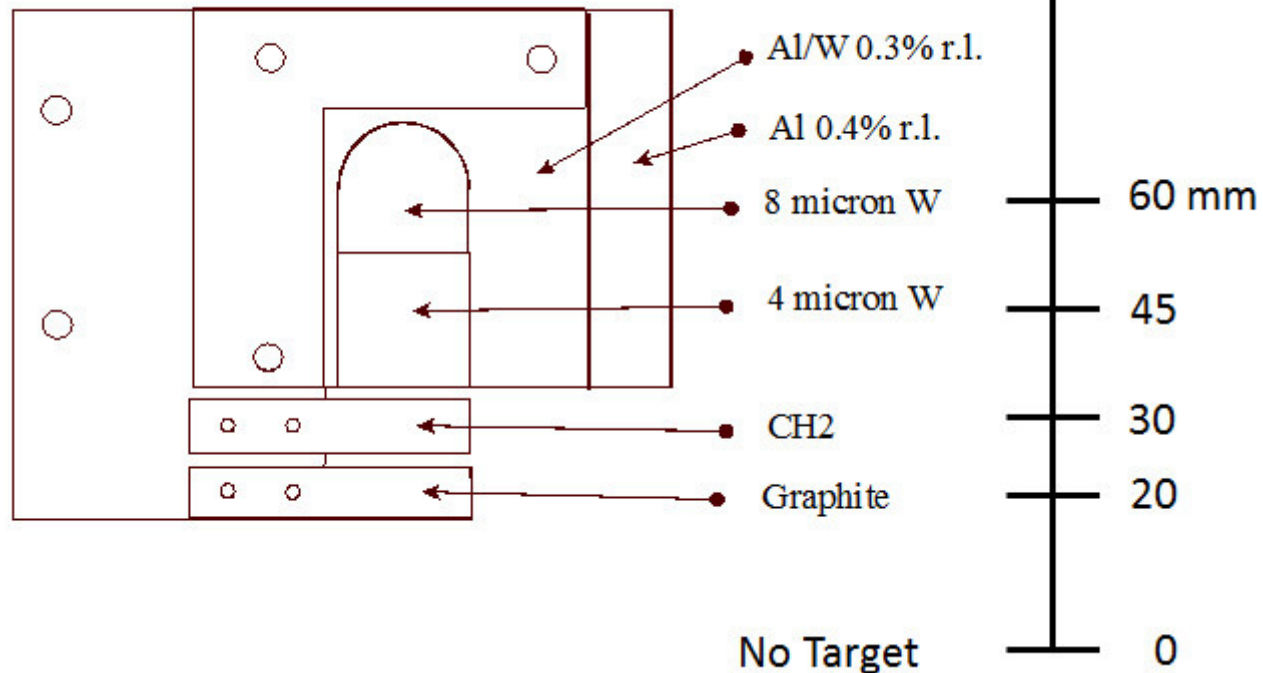 Al/W 0.3% r.l.
Al 0.4% r.l.
8 micron W
60 mm
4 micron W
45
CH2
30
Graphite
20
No Target
0